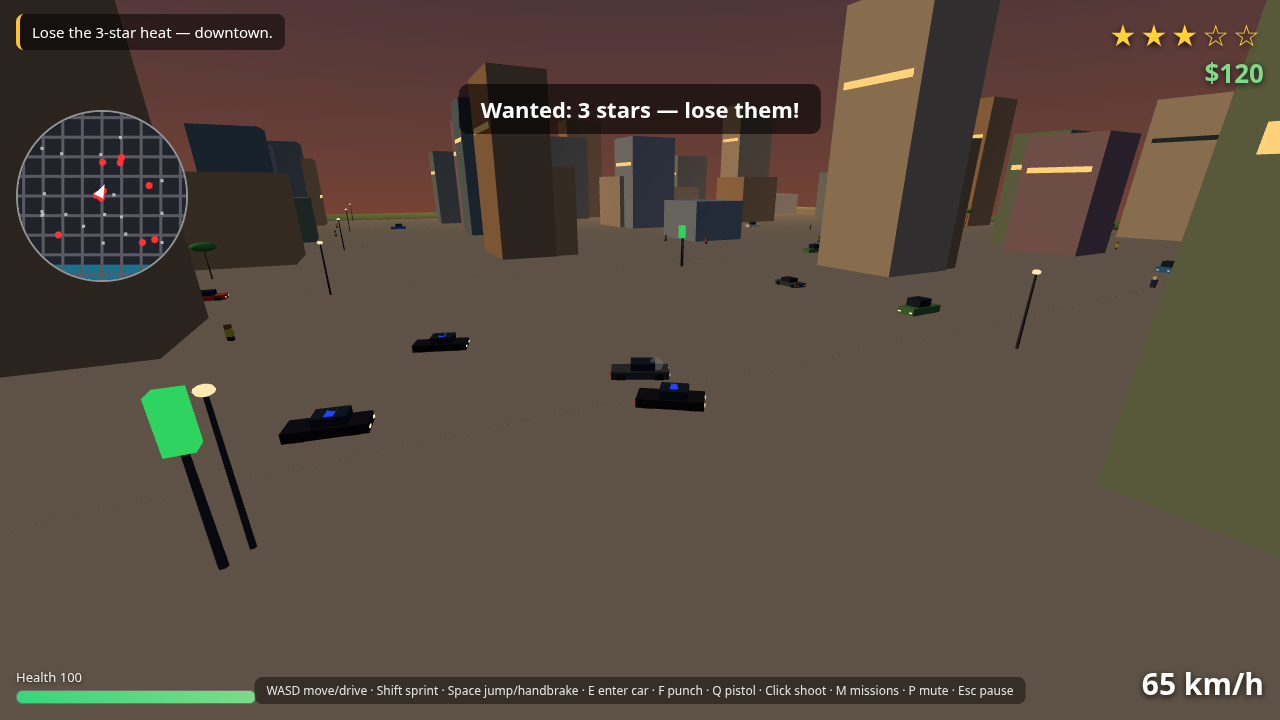 Lose the 3-star heat — downtown.
★ ★ ★ ☆ ☆
$120
Wanted: 3 stars — lose them!
Health 100
WASD move/drive · Shift sprint · Space jump/handbrake · E enter car · F punch · Q pistol · Click shoot · M missions · P mute · Esc pause
65 km/h